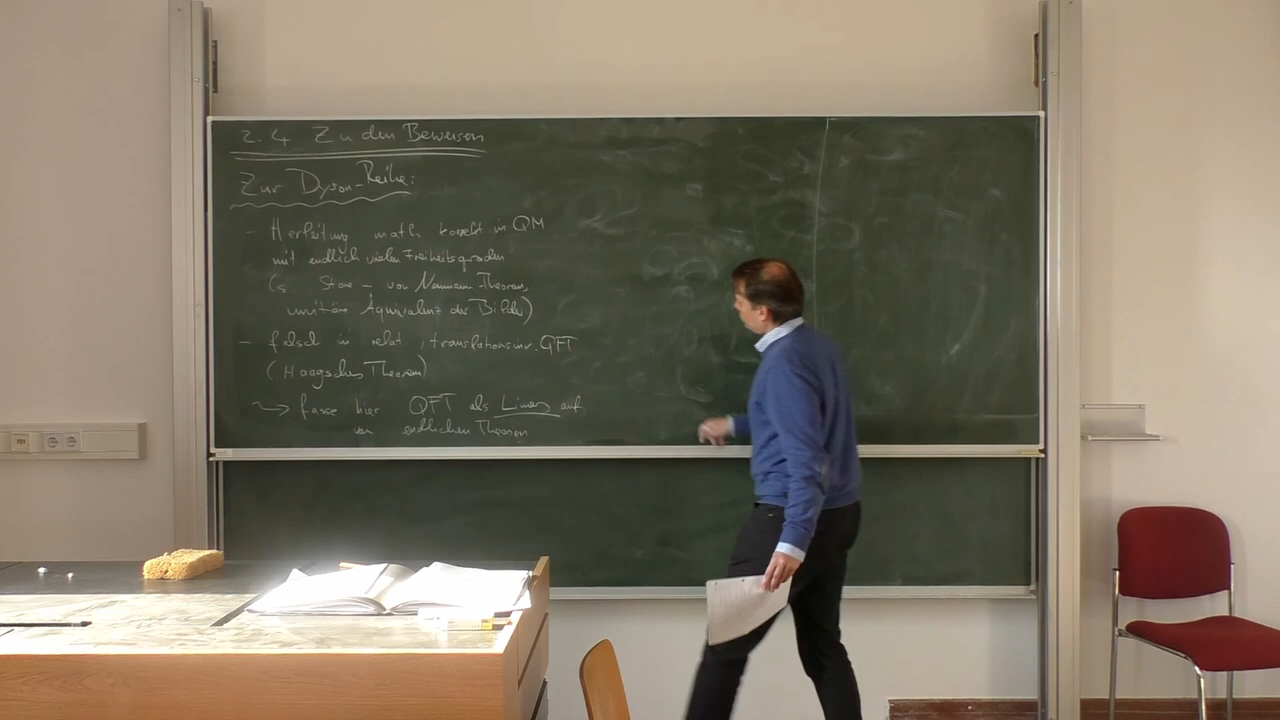 2.4 Zu den Beweisen
Zur Dyson-Reihe:
- Herleitung math. korrekt in QM
mit endlich vielen Freiheitsgraden
(s. Stone - von Neumann-Theorem,
unitäre Äquivalenz der Bilder)
- falsch in relat., translationsinv. QFT
(Haagsches Theorem)
fasse hier QFT als Limes auf
von endlichen Theorien